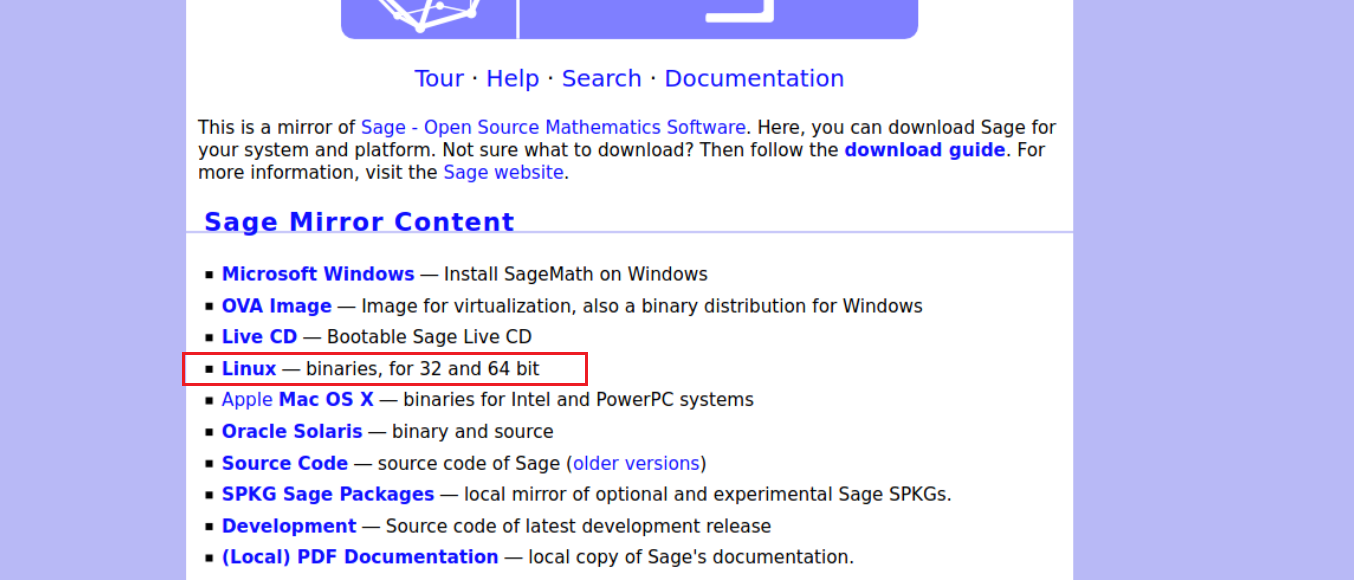 Tour · Help · Search · Documentation
This is a mirror of Sage - Open Source Mathematics Software. Here, you can download Sage for
your system and platform. Not sure what to download? Then follow the download guide. For
more information, visit the Sage website.
Sage Mirror Content
▪ Microsoft Windows — Install SageMath on Windows
▪ OVA Image — Image for virtualization, also a binary distribution for Windows
▪ Live CD — Bootable Sage Live CD
▪ Linux — binaries, for 32 and 64 bit
▪ Apple Mac OS X — binaries for Intel and PowerPC systems
▪ Oracle Solaris — binary and source
▪ Source Code — source code of Sage (older versions)
▪ SPKG Sage Packages — local mirror of optional and experimental Sage SPKGs.
▪ Development — Source code of latest development release
▪ (Local) PDF Documentation — local copy of Sage's documentation.